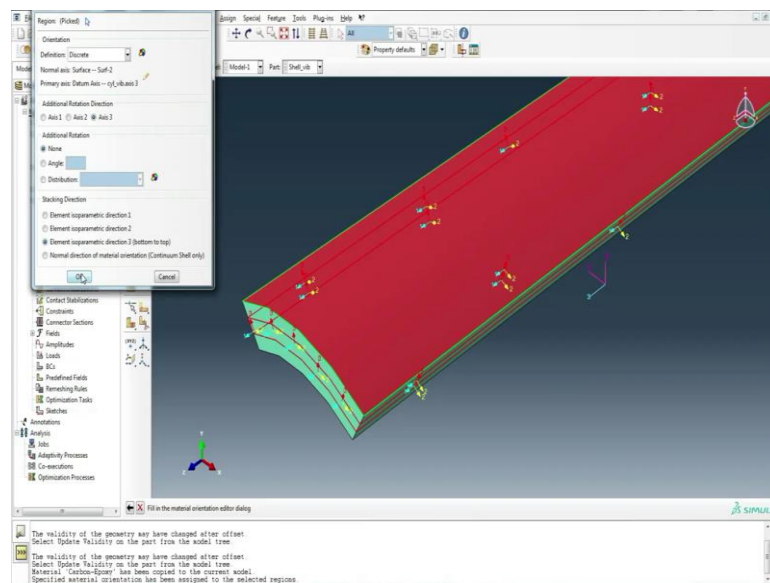 Region: (Picked)
Assign Special Feature Tools Plug-ins Help
All
Property defaults
Model-1 Part: Shell_vib
Orientation
Definition: Discrete
Normal axis: Surface -- Surf-2
Primary axis: Datum Axis -- cyl_vib.axis 3
Additional Rotation Direction
Axis 1 Axis 2 Axis 3
Additional Rotation
None
Angle:
Distribution:
Stacking Direction
Element isoparametric direction 1
Element isoparametric direction 2
Element isoparametric direction 3 (bottom to top)
Normal direction of material orientation (Continuum Shell only)
OK Cancel
Contact Stabilizations
Constraints
Connector Sections
Fields
Amplitudes
Loads
BCs
Predefined Fields
Remeshing Rules
Optimization Tasks
Sketches
Annotations
Analysis
Jobs
Adaptivity Processes
Co-executions
Optimization Processes
Fill in the material orientation editor dialog
SIMUL
The validity of the geometry may have changed after offset.
Select Update Validity on the part from the model tree.
The validity of the geometry may have changed after offset.
Select Update Validity on the part from the model tree.
Material 'Carbon-Epoxy' has been copied to the current model.
Specified material orientation has been assigned to the selected regions.